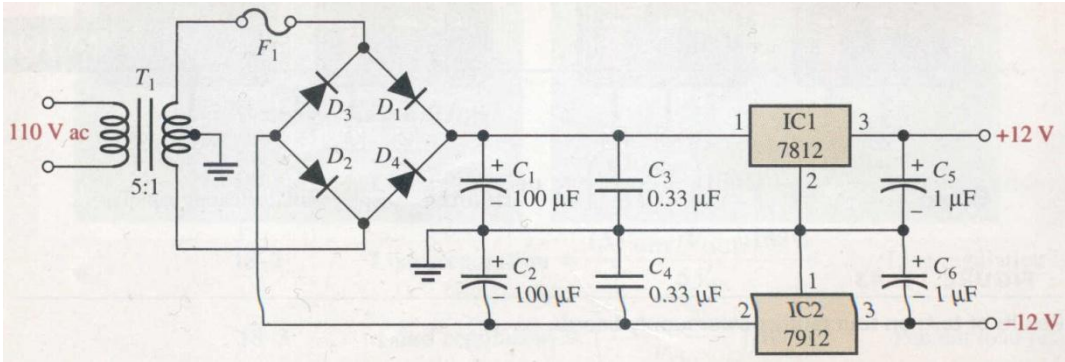 F1
T1
110 V ac
5:1
D3
D1
D2
D4
C1
100 µF
C3
0.33 µF
1
IC1
7812
3
2
+12 V
C5
1 µF
C2
100 µF
C4
0.33 µF
1
2
IC2
7912
3
C6
1 µF
–12 V
+
–
+
–
+
–
+
–